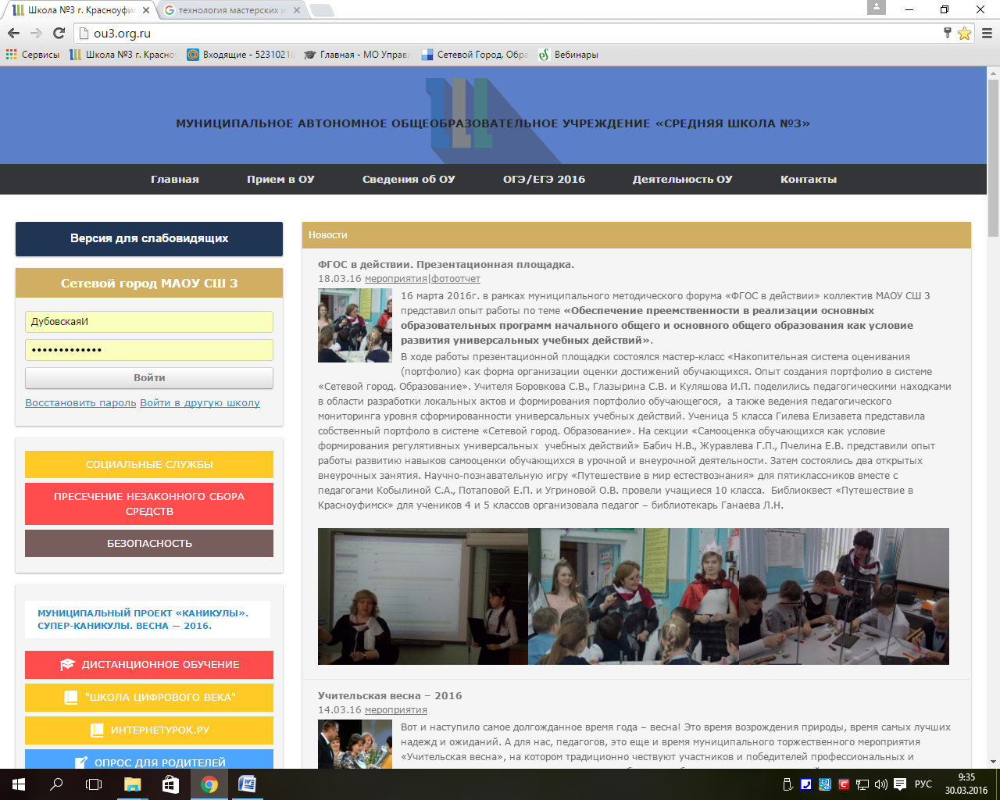 Школа №3 г. Красноуфи
технология мастерских и
ou3.org.ru
Сервисы
Школа №3 г. Красно
Входящие - 5231021
Главная - МО Управ
Сетевой Город. Обра
Вебинары
МУНИЦИПАЛЬНОЕ АВТОНОМНОЕ ОБЩЕОБРАЗОВАТЕЛЬНОЕ УЧРЕЖДЕНИЕ «СРЕДНЯЯ ШКОЛА №3»
Главная
Прием в ОУ
Сведения об ОУ
ОГЭ/ЕГЭ 2016
Деятельность ОУ
Контакты
Версия для слабовидящих
Сетевой город МАОУ СШ 3
ДубовскаяИ
•••••••••••••
Войти
Восстановить пароль Войти в другую школу
СОЦИАЛЬНЫЕ СЛУЖБЫ
ПРЕСЕЧЕНИЕ НЕЗАКОННОГО СБОРА
СРЕДСТВ
БЕЗОПАСНОСТЬ
МУНИЦИПАЛЬНЫЙ ПРОЕКТ «КАНИКУЛЫ».
СУПЕР-КАНИКУЛЫ. ВЕСНА — 2016.
ДИСТАНЦИОННОЕ ОБУЧЕНИЕ
"ШКОЛА ЦИФРОВОГО ВЕКА"
ИНТЕРНЕТУРОК.РУ
ОПРОС ДЛЯ РОДИТЕЛЕЙ
Новости
ФГОС в действии. Презентационная площадка.
18.03.16 мероприятия|фотоотчет
16 марта 2016г. в рамках муниципального методического форума «ФГОС в действии» коллектив МАОУ СШ 3
представил опыт работы по теме «Обеспечение преемственности в реализации основных
образовательных программ начального общего и основного общего образования как условие
развития универсальных учебных действий».
В ходе работы презентационной площадки состоялся мастер-класс «Накопительная система оценивания
(портфолио) как форма организации оценки достижений обучающихся. Опыт создания портфолио в системе
«Сетевой город. Образование». Учителя Боровкова С.В., Глазырина С.В. и Куляшова И.П. поделились педагогическими находками
в области разработки локальных актов и формирования портфолио обучающегося,  а также ведения педагогического
мониторинга уровня сформированности универсальных учебных действий. Ученица 5 класса Гилева Елизавета представила
собственный портфоло в системе «Сетевой город. Образование». На секции «Самооценка обучающихся как условие
формирования регулятивных универсальных  учебных действий» Бабич Н.В., Журавлева Г.П., Пчелина Е.В. представили опыт
работы развитию навыков самооценки обучающихся в урочной и внеурочной деятельности. Затем состоялись два открытых
внеурочных занятия. Научно-познавательную игру «Путешествие в мир естествознания» для пятиклассников вместе с
педагогами Кобылиной С.А., Потаповой Е.П. и Угриновой О.В. провели учащиеся 10 класса.  Библиоквест «Путешествие в
Красноуфимск» для учеников 4 и 5 классов организовала педагог – библиотекарь Ганаева Л.Н.
Учительская весна – 2016
14.03.16 мероприятия
Вот и наступило самое долгожданное время года – весна! Это время возрождения природы, время самых лучших
надежд и ожиданий. А для нас, педагогов, это еще и время муниципального торжественного мероприятия
«Учительская весна», на котором традиционно чествуют участников и победителей профессиональных и
РУС
9:35
30.03.2016